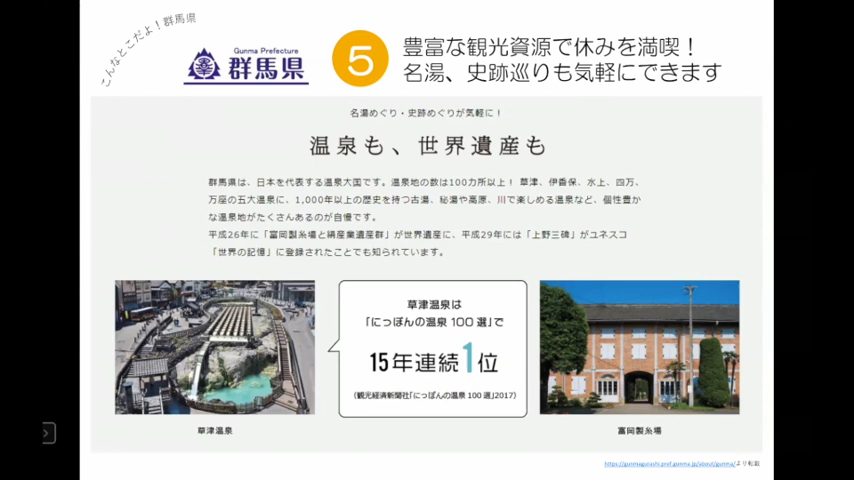 こんなとこだよ！群馬県
Gunma Prefecture
群馬県
5
豊富な観光資源で休みを満喫！
名湯、史跡巡りも気軽にできます
名湯めぐり・史跡めぐりが気軽に！
温泉も、世界遺産も
群馬県は、日本を代表する温泉大国です。温泉地の数は100カ所以上！ 草津、伊香保、水上、四万、
万座の五大温泉に、1,000年以上の歴史を持つ古湯、秘湯や高原、川で楽しめる温泉など、個性豊か
な温泉地がたくさんあるのが自慢です。
平成26年に「富岡製糸場と絹産業遺産群」が世界遺産に、平成29年には「上野三碑」がユネスコ
「世界の記憶」に登録されたことでも知られています。
草津温泉は
「にっぽんの温泉100選」で
15年連続1位
（観光経済新聞社「にっぽんの温泉100選」2017）
草津温泉
富岡製糸場
https://gunmagurashi.pref.gunma.jp/about/gunma/より転載